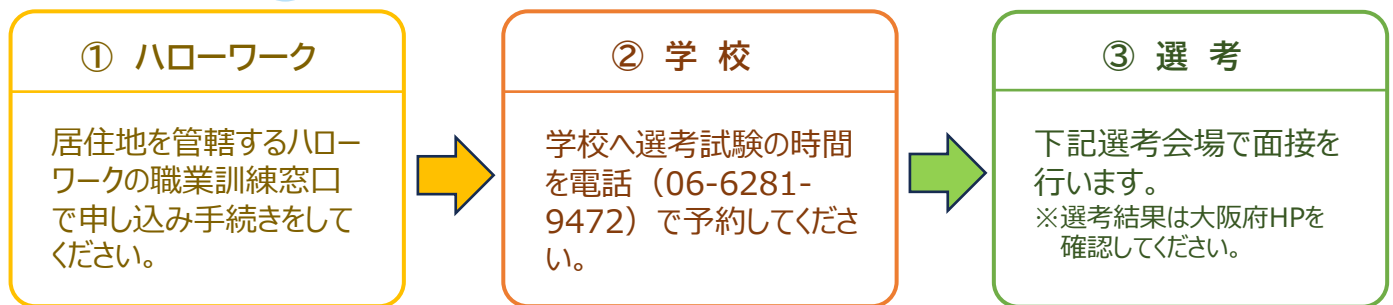 ① ハローワーク
居住地を管轄するハロー
ワークの職業訓練窓口
で申し込み手続きをして
ください。
② 学 校
学校へ選考試験の時間
を電話（06-6281-
9472）で予約してくださ
い。
③ 選 考
下記選考会場で面接を
行います。
※選考結果は大阪府HPを
確認してください。